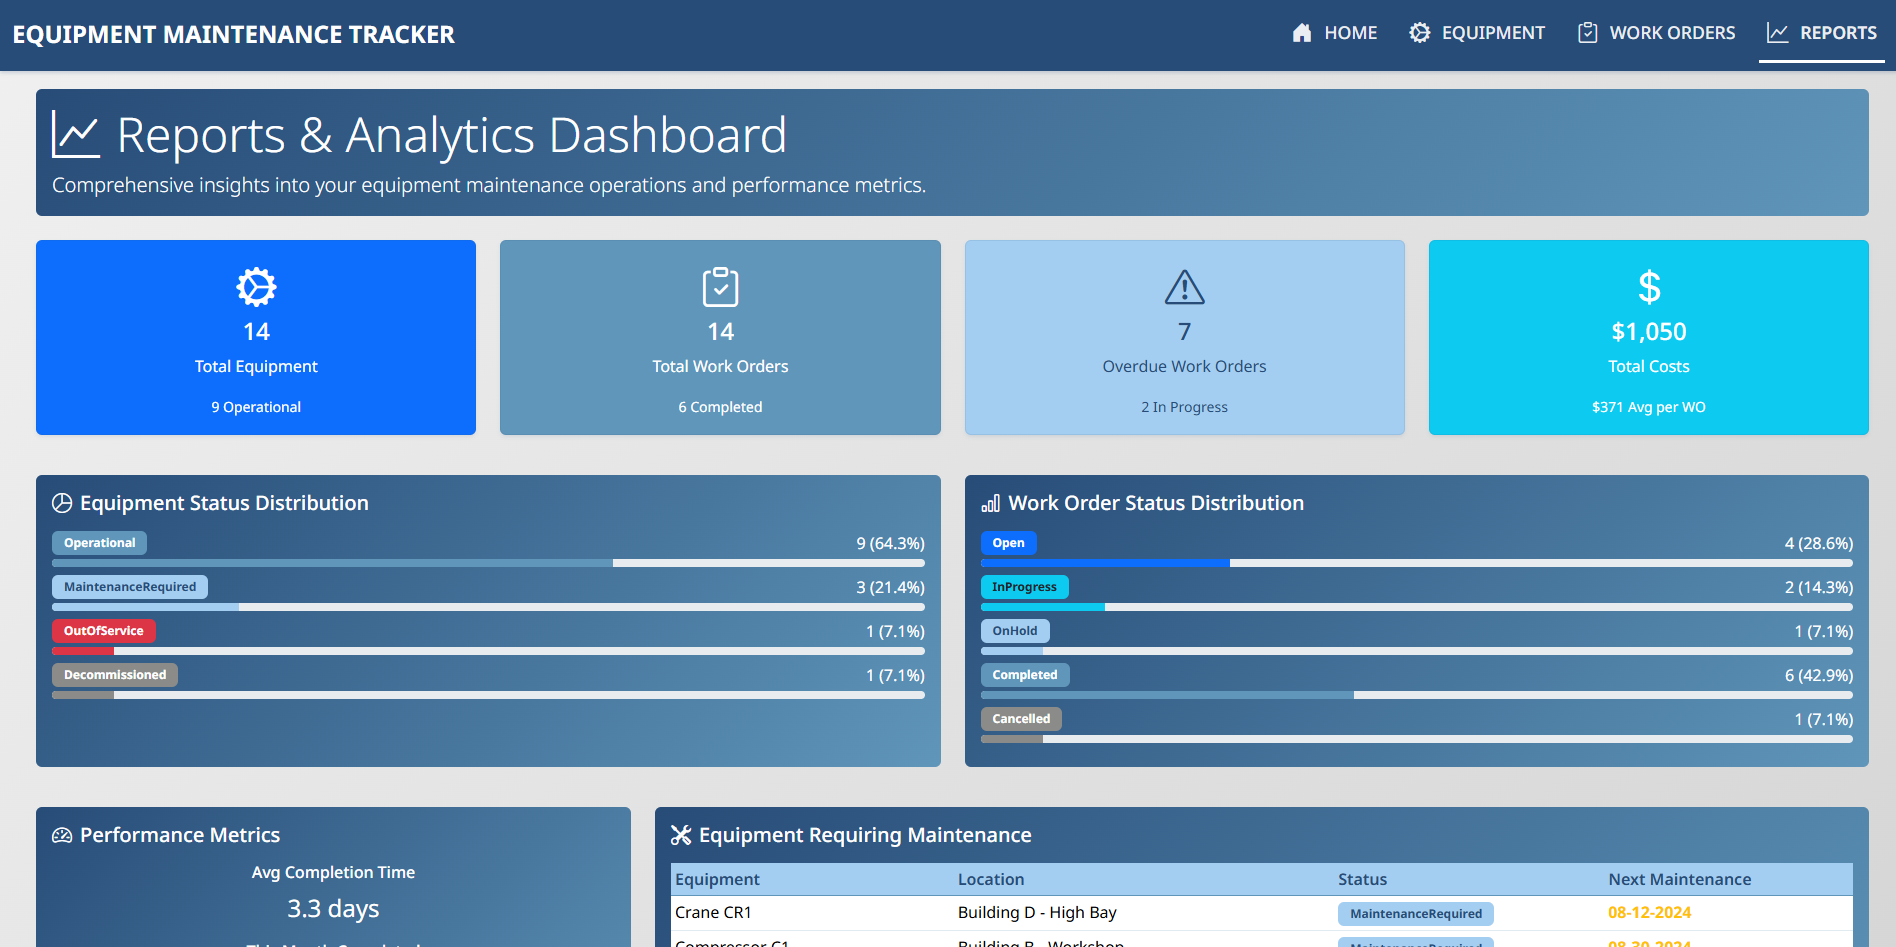 EQUIPMENT MAINTENANCE TRACKER
HOME
EQUIPMENT
WORK ORDERS
REPORTS
Reports & Analytics Dashboard
Comprehensive insights into your equipment maintenance operations and performance metrics.
14
Total Equipment
9 Operational
14
Total Work Orders
6 Completed
7
Overdue Work Orders
2 In Progress
$
$1,050
Total Costs
$371 Avg per WO
Equipment Status Distribution
Operational 9 (64.3%)
MaintenanceRequired 3 (21.4%)
OutOfService 1 (7.1%)
Decommissioned 1 (7.1%)
Work Order Status Distribution
Open 4 (28.6%)
InProgress 2 (14.3%)
OnHold 1 (7.1%)
Completed 6 (42.9%)
Cancelled 1 (7.1%)
Performance Metrics
Avg Completion Time
3.3 days
Equipment Requiring Maintenance
Equipment Location Status Next Maintenance
Crane CR1 Building D - High Bay MaintenanceRequired 08-12-2024
Compressor C1 Building B - Workshop MaintenanceRequired 08-30-2024